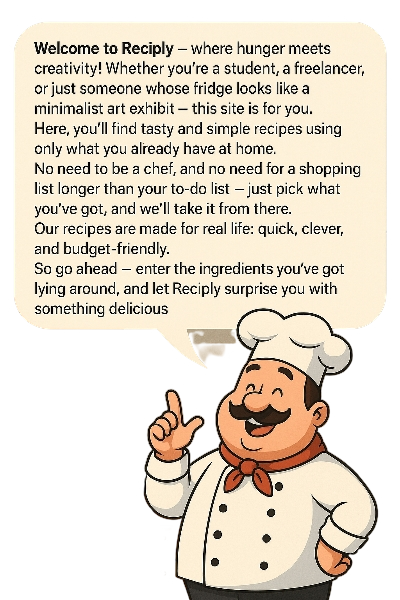 Welcome to Reciply – where hunger meets
creativity! Whether you're a student, a freelancer,
or just someone whose fridge looks like a
minimalist art exhibit – this site is for you.
Here, you'll find tasty and simple recipes using
only what you already have at home.
No need to be a chef, and no need for a shopping
list longer than your to-do list – just pick what
you've got, and we'll take it from there.
Our recipes are made for real life: quick, clever,
and budget-friendly.
So go ahead – enter the ingredients you've got
lying around, and let Reciply surprise you with
something delicious